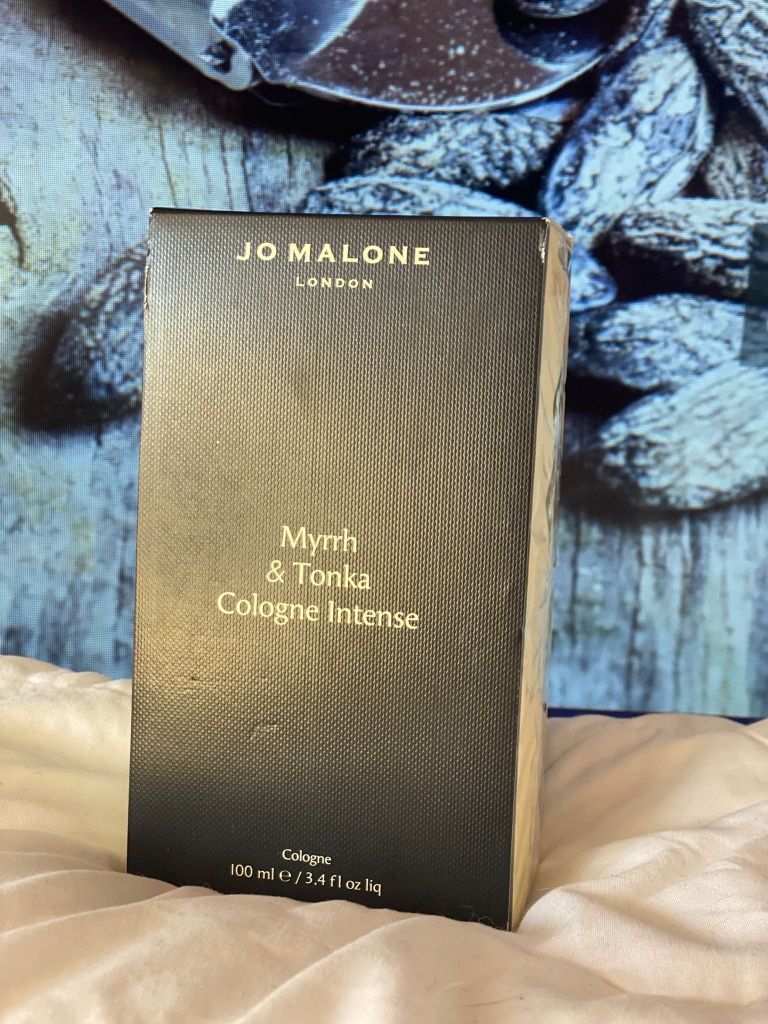 JO MALONE
LONDON
Myrrh
& Tonka
Cologne Intense
Cologne
100 ml ℮ / 3.4 fl oz liq